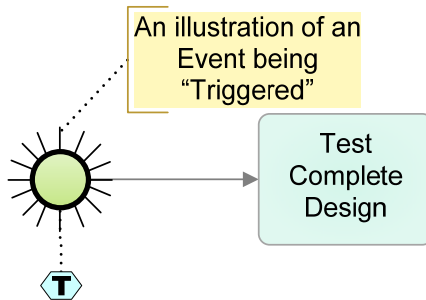 An illustration of an
Event being
“Triggered”
Test
Complete
Design
T